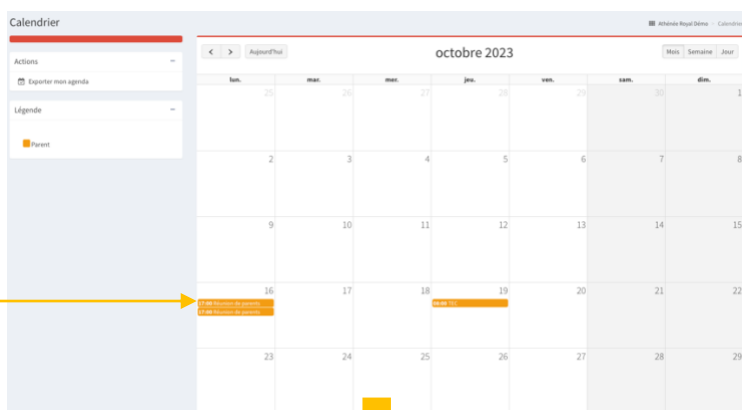 Calendrier
Athénée Royal Démo
Calendrier
Actions
Exporter mon agenda
Légende
Parent
Aujourd'hui
octobre 2023
Mois Semaine Jour
lun. mar. mer. jeu. ven. sam. dim.
25 26 27 28 29 30 1
2 3 4 5 6 7 8
9 10 11 12 13 14 15
16 17 18 19 20 21 22
17:00 Réunion de parents
17:00 Réunion de parents
08:00 TEC
23 24 25 26 27 28 29